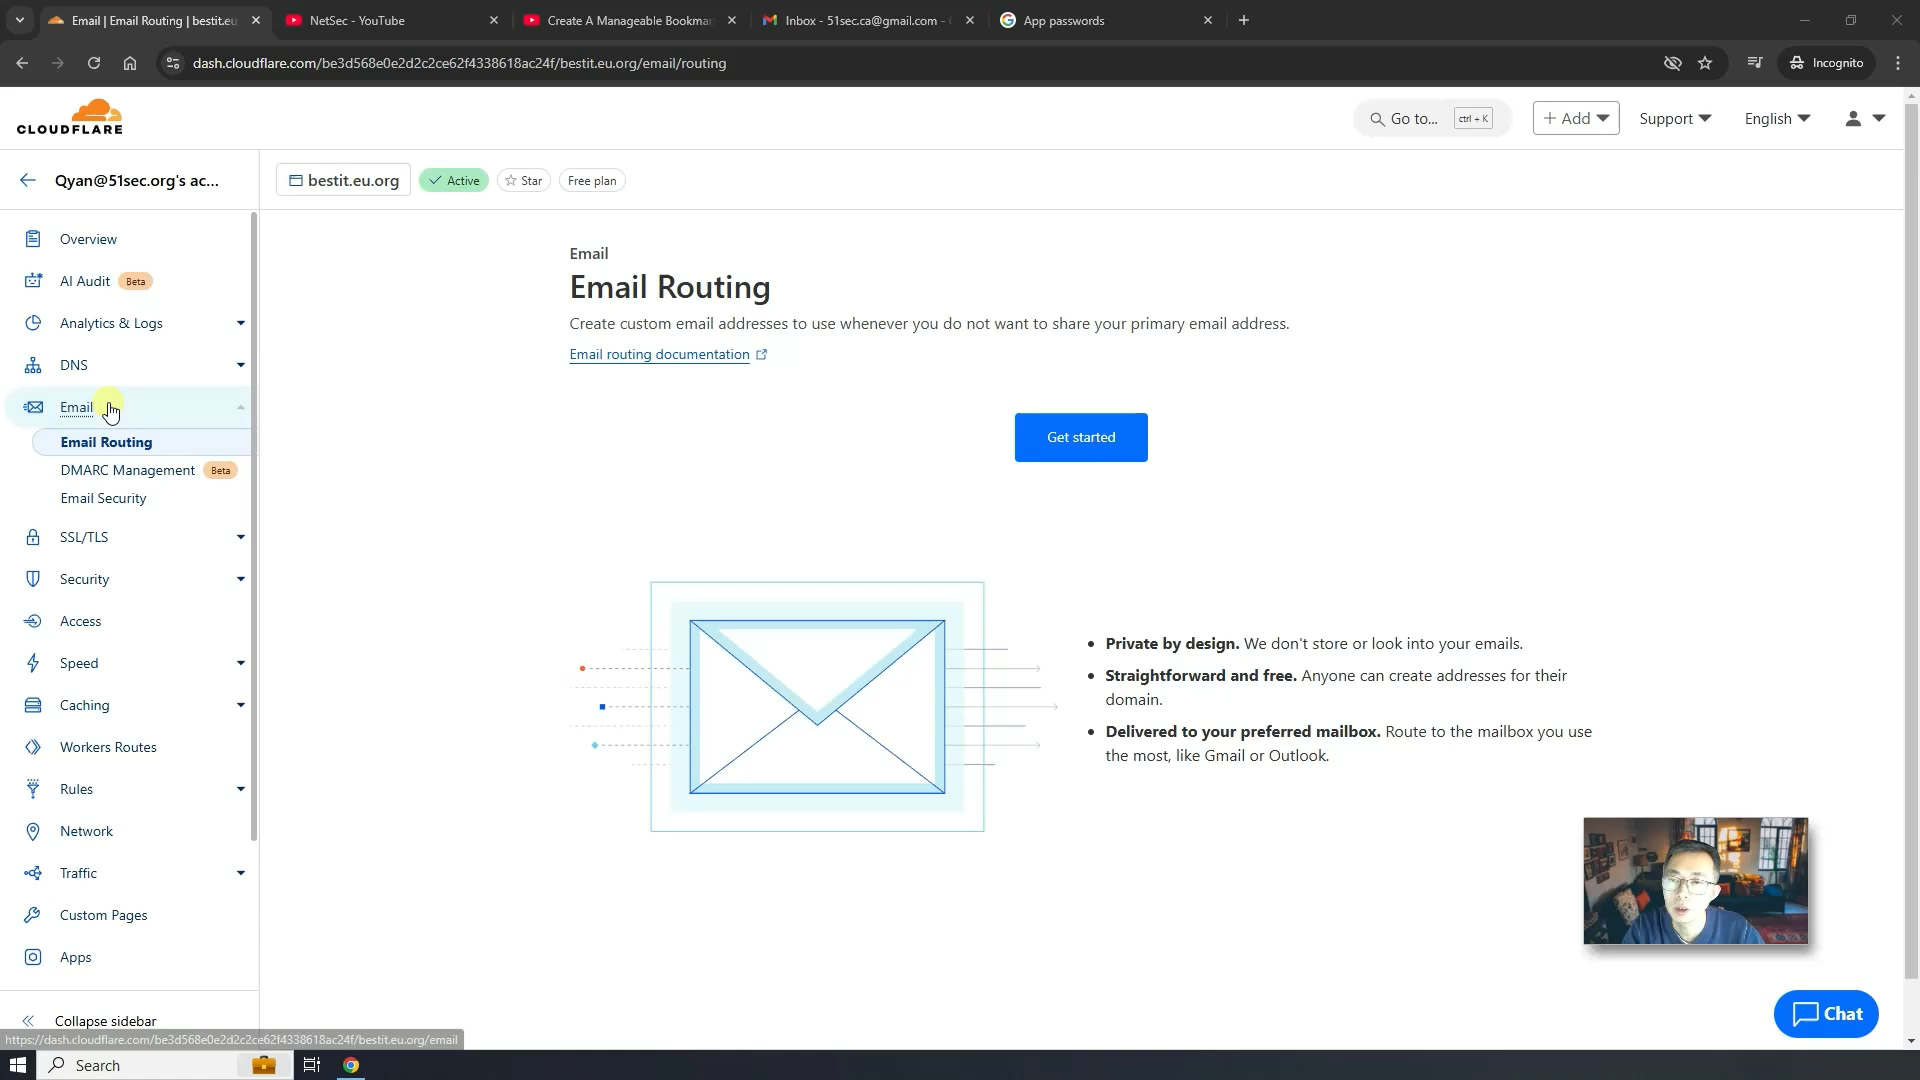 Email | Email Routing | bestit.eu
NetSec - YouTube
Create A Manageable Bookmar
Inbox - 51sec.ca@gmail.com -
App passwords
dash.cloudflare.com/be3d568e0e2d2c2ce62f4338618ac24f/bestit.eu.org/email/routing
Incognito
CLOUDFLARE
Go to...
ctrl + K
+ Add
Support
English
Qyan@51sec.org's ac...
bestit.eu.org
Active
Star
Free plan
Overview
AI Audit
Beta
Analytics & Logs
DNS
Email
Email Routing
DMARC Management
Beta
Email Security
SSL/TLS
Security
Access
Speed
Caching
Workers Routes
Rules
Network
Traffic
Custom Pages
Apps
Collapse sidebar
Email
Email Routing
Create custom email addresses to use whenever you do not want to share your primary email address.
Email routing documentation
Get started
• Private by design. We don't store or look into your emails.
• Straightforward and free. Anyone can create addresses for their
domain.
• Delivered to your preferred mailbox. Route to the mailbox you use
the most, like Gmail or Outlook.
Chat
https://dash.cloudflare.com/be3d568e0e2d2c2ce62f4338618ac24f/bestit.eu.org/email
Search